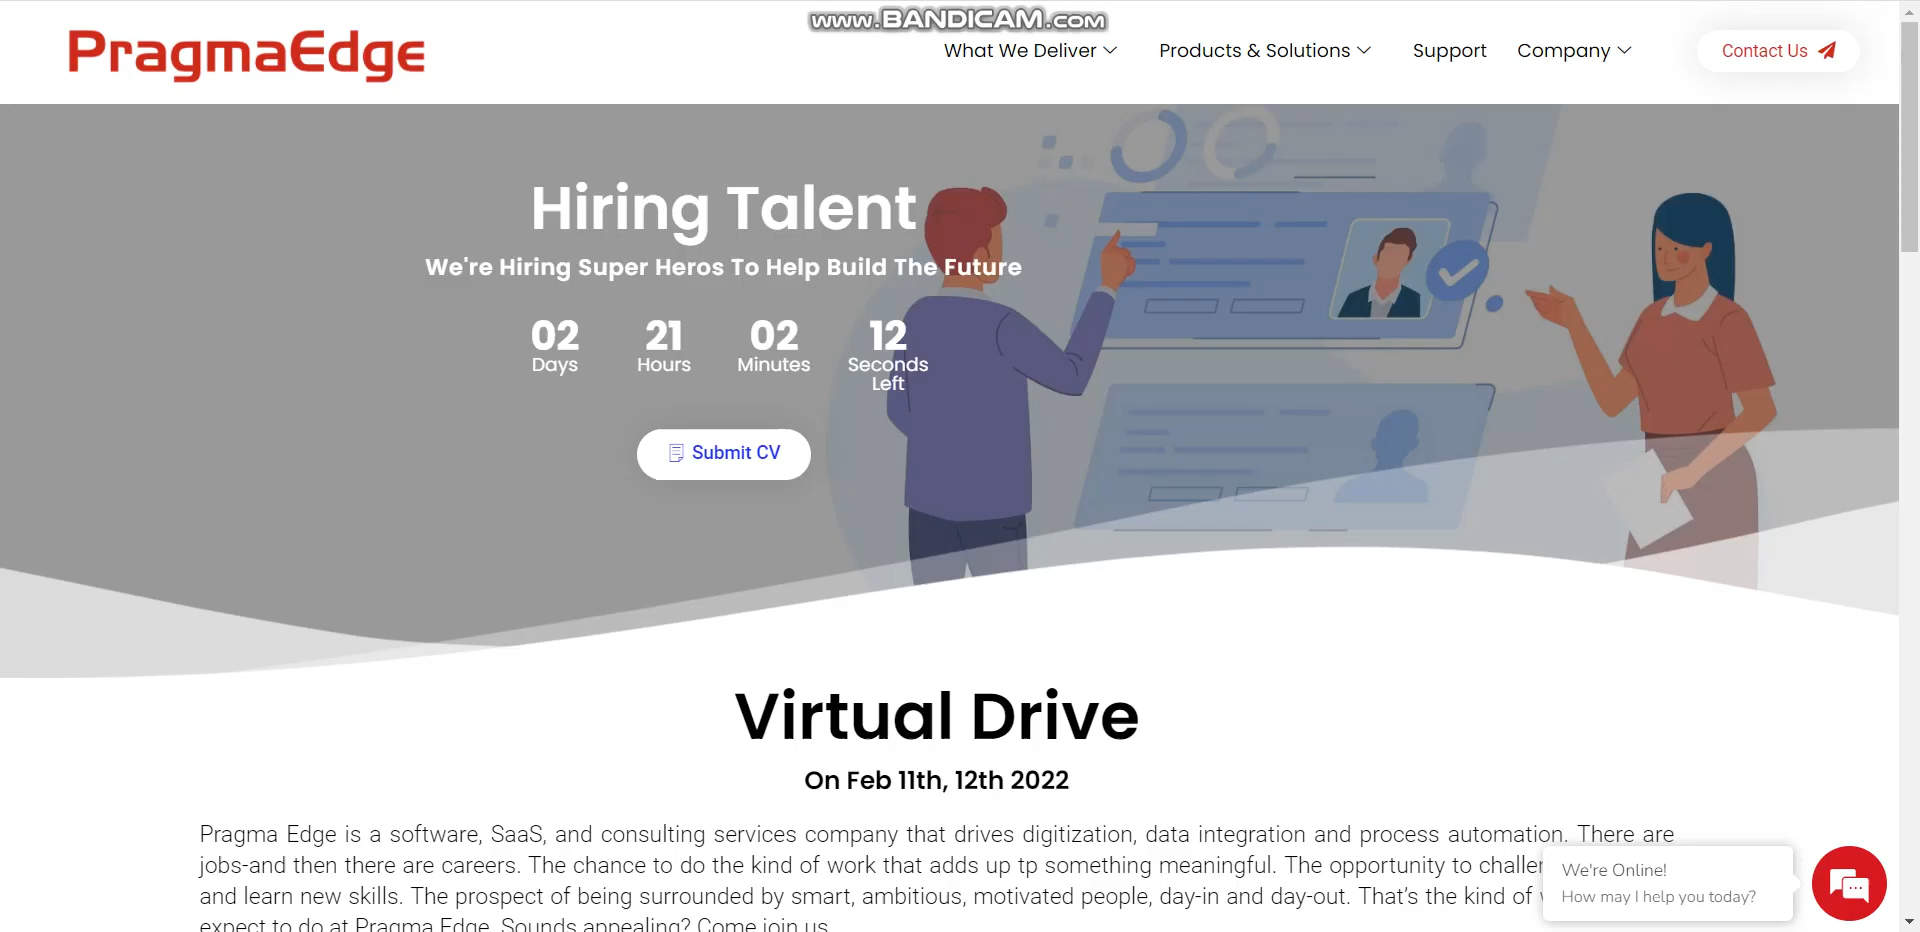 www.BANDICAM.com
PragmaEdge
What We Deliver
Products & Solutions
Support
Company
Contact Us
Hiring Talent
We're Hiring Super Heros To Help Build The Future
02 21 02 12
Days Hours Minutes Seconds
Left
Submit CV
Virtual Drive
On Feb 11th, 12th 2022
Pragma Edge is a software, SaaS, and consulting services company that drives digitization, data integration and process automation. There are
jobs-and then there are careers. The chance to do the kind of work that adds up tp something meaningful. The opportunity to
and learn new skills. The prospect of being surrounded by smart, ambitious, motivated people, day-in and day-out. That's the kind of
expect to do at Pragma Edge. Sounds appealing? Come join us
We're Online!
How may I help you today?